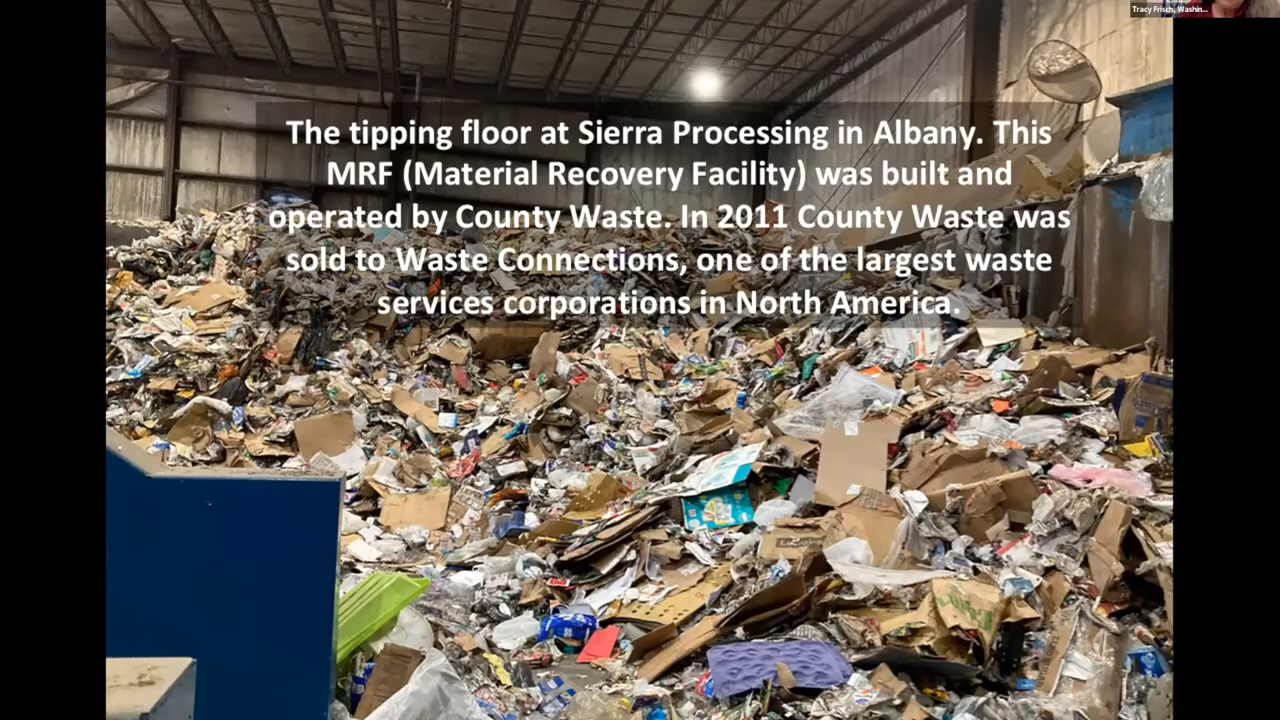 Tracy Frisch, Washin...
The tipping floor at Sierra Processing in Albany. This
MRF (Material Recovery Facility) was built and
operated by County Waste. In 2011 County Waste was
sold to Waste Connections, one of the largest waste
services corporations in North America.